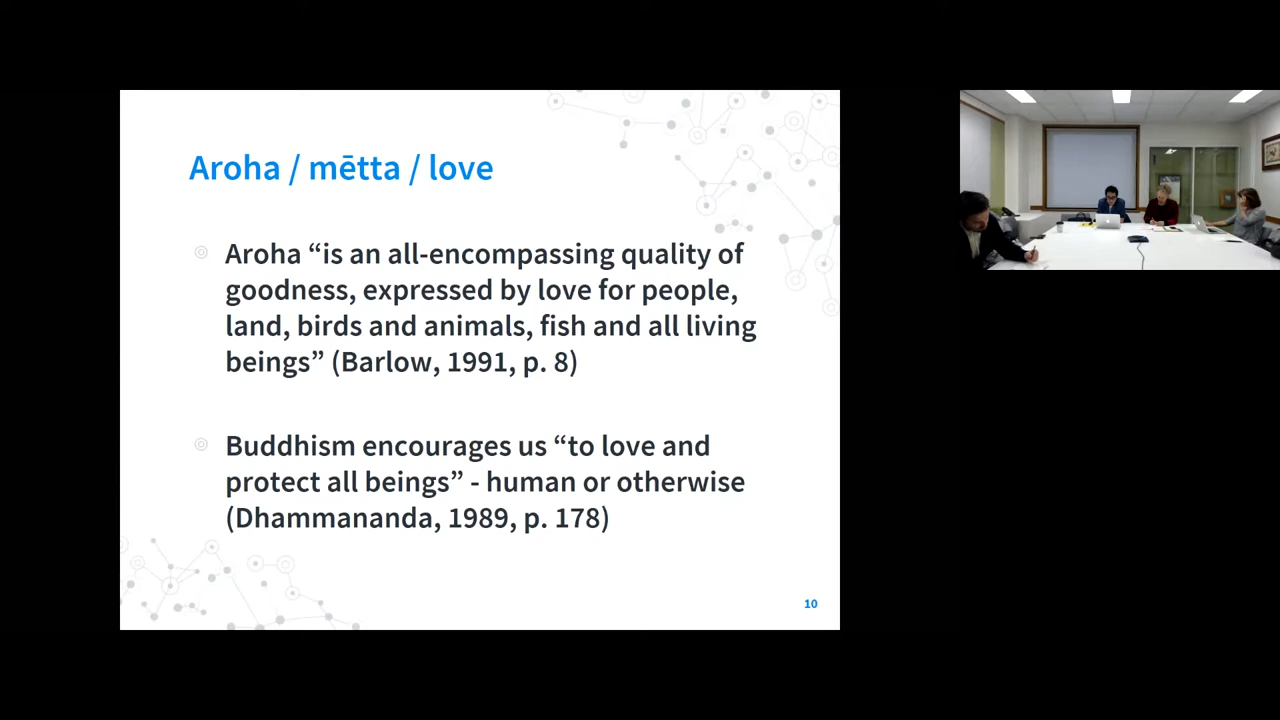 Aroha / mētta / love
Aroha “is an all-encompassing quality of
goodness, expressed by love for people,
land, birds and animals, fish and all living
beings” (Barlow, 1991, p. 8)
Buddhism encourages us “to love and
protect all beings” - human or otherwise
(Dhammananda, 1989, p. 178)
10